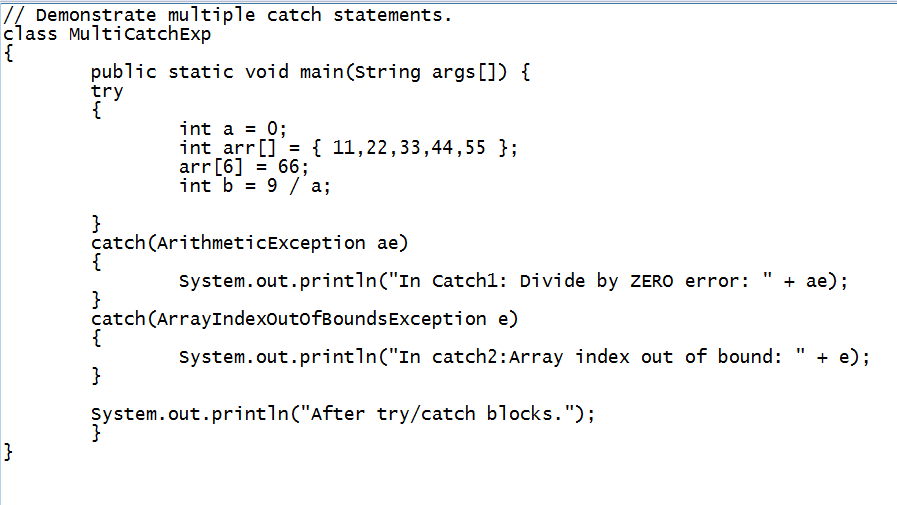 // Demonstrate multiple catch statements.
class MultiCatchExp
{
public static void main(String args[]) {
try
{
int a = 0;
int arr[] = { 11,22,33,44,55 };
arr[6] = 66;
int b = 9 / a;
}
catch(ArithmeticException ae)
{
System.out.println("In Catch1: Divide by ZERO error: " + ae);
}
catch(ArrayIndexOutOfBoundsException e)
{
System.out.println("In catch2:Array index out of bound: " + e);
}
System.out.println("After try/catch blocks.");
}
}